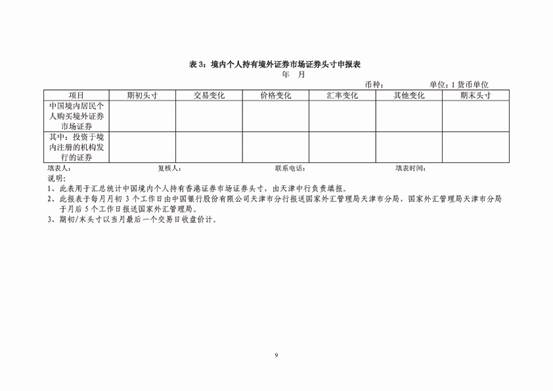 表 3：境内个人持有境外证券市场证券头寸申报表
年 月
币种： 单位：1 货币单位
项目 期初头寸 交易变化 价格变化 汇率变化 其他变化 期末头寸
中国境内居民个
人购买境外证券
市场证券
其中：投资于境
内注册的机构发
行的证券
填表人： 复核人： 联系电话： 填表时间：
说明：
1、此表用于汇总统计中国境内个人持有香港证券市场证券头寸，由天津中行负责填报。
2、此报表于每月月初 3 个工作日由中国银行股份有限公司天津市分行报送国家外汇管理局天津市分局，国家外汇管理局天津市分局
于月后 5 个工作日报送国家外汇管理局。
3、期初/末头寸以当月最后一个交易日收盘价计。
9